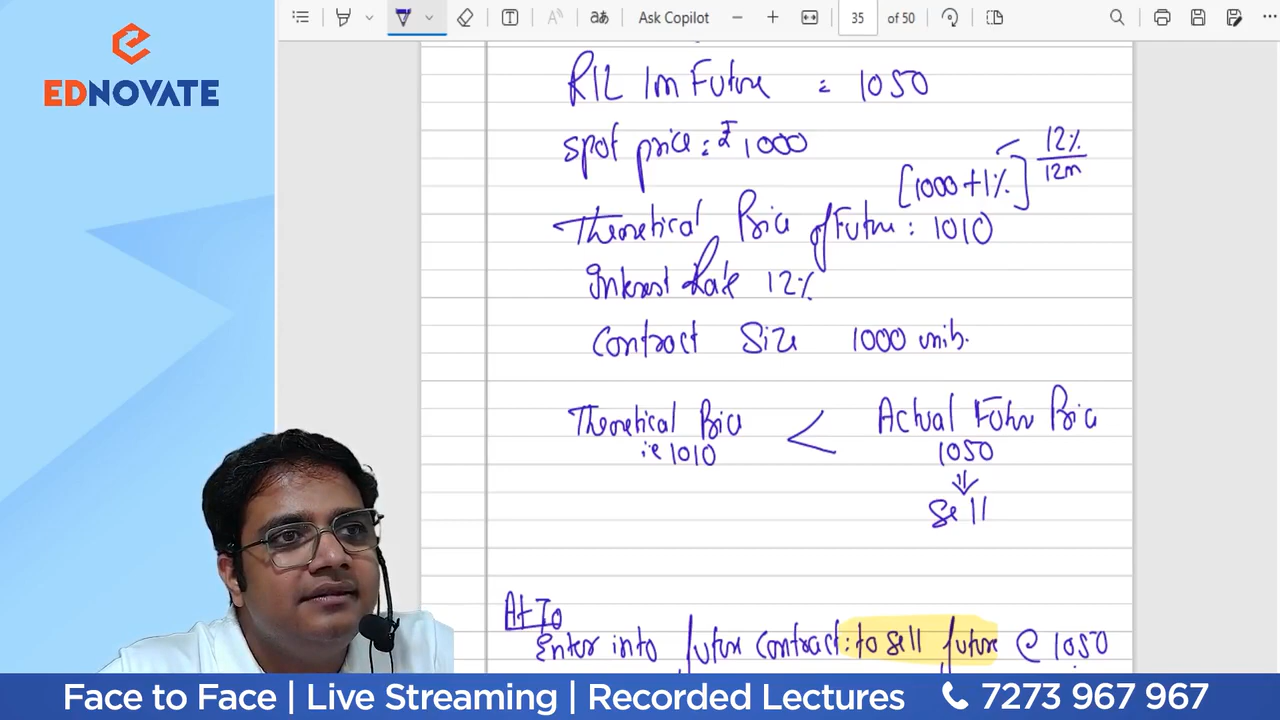 Ask Copilot
35 of 50
EDNOVATE
RIL 1m Future = 1050
Spot price : ₹ 1000
12%
12m
[1000 + 1%]
Theoretical Price of Future : 1010
Interest Rate 12%
Contract Size 1000 units.
Theoretical Price < Actual Future Price
i.e 1010
1050
Sell
At T0
Enter into future contract : to sell future @ 1050
Face to Face | Live Streaming | Recorded Lectures
7273 967 967